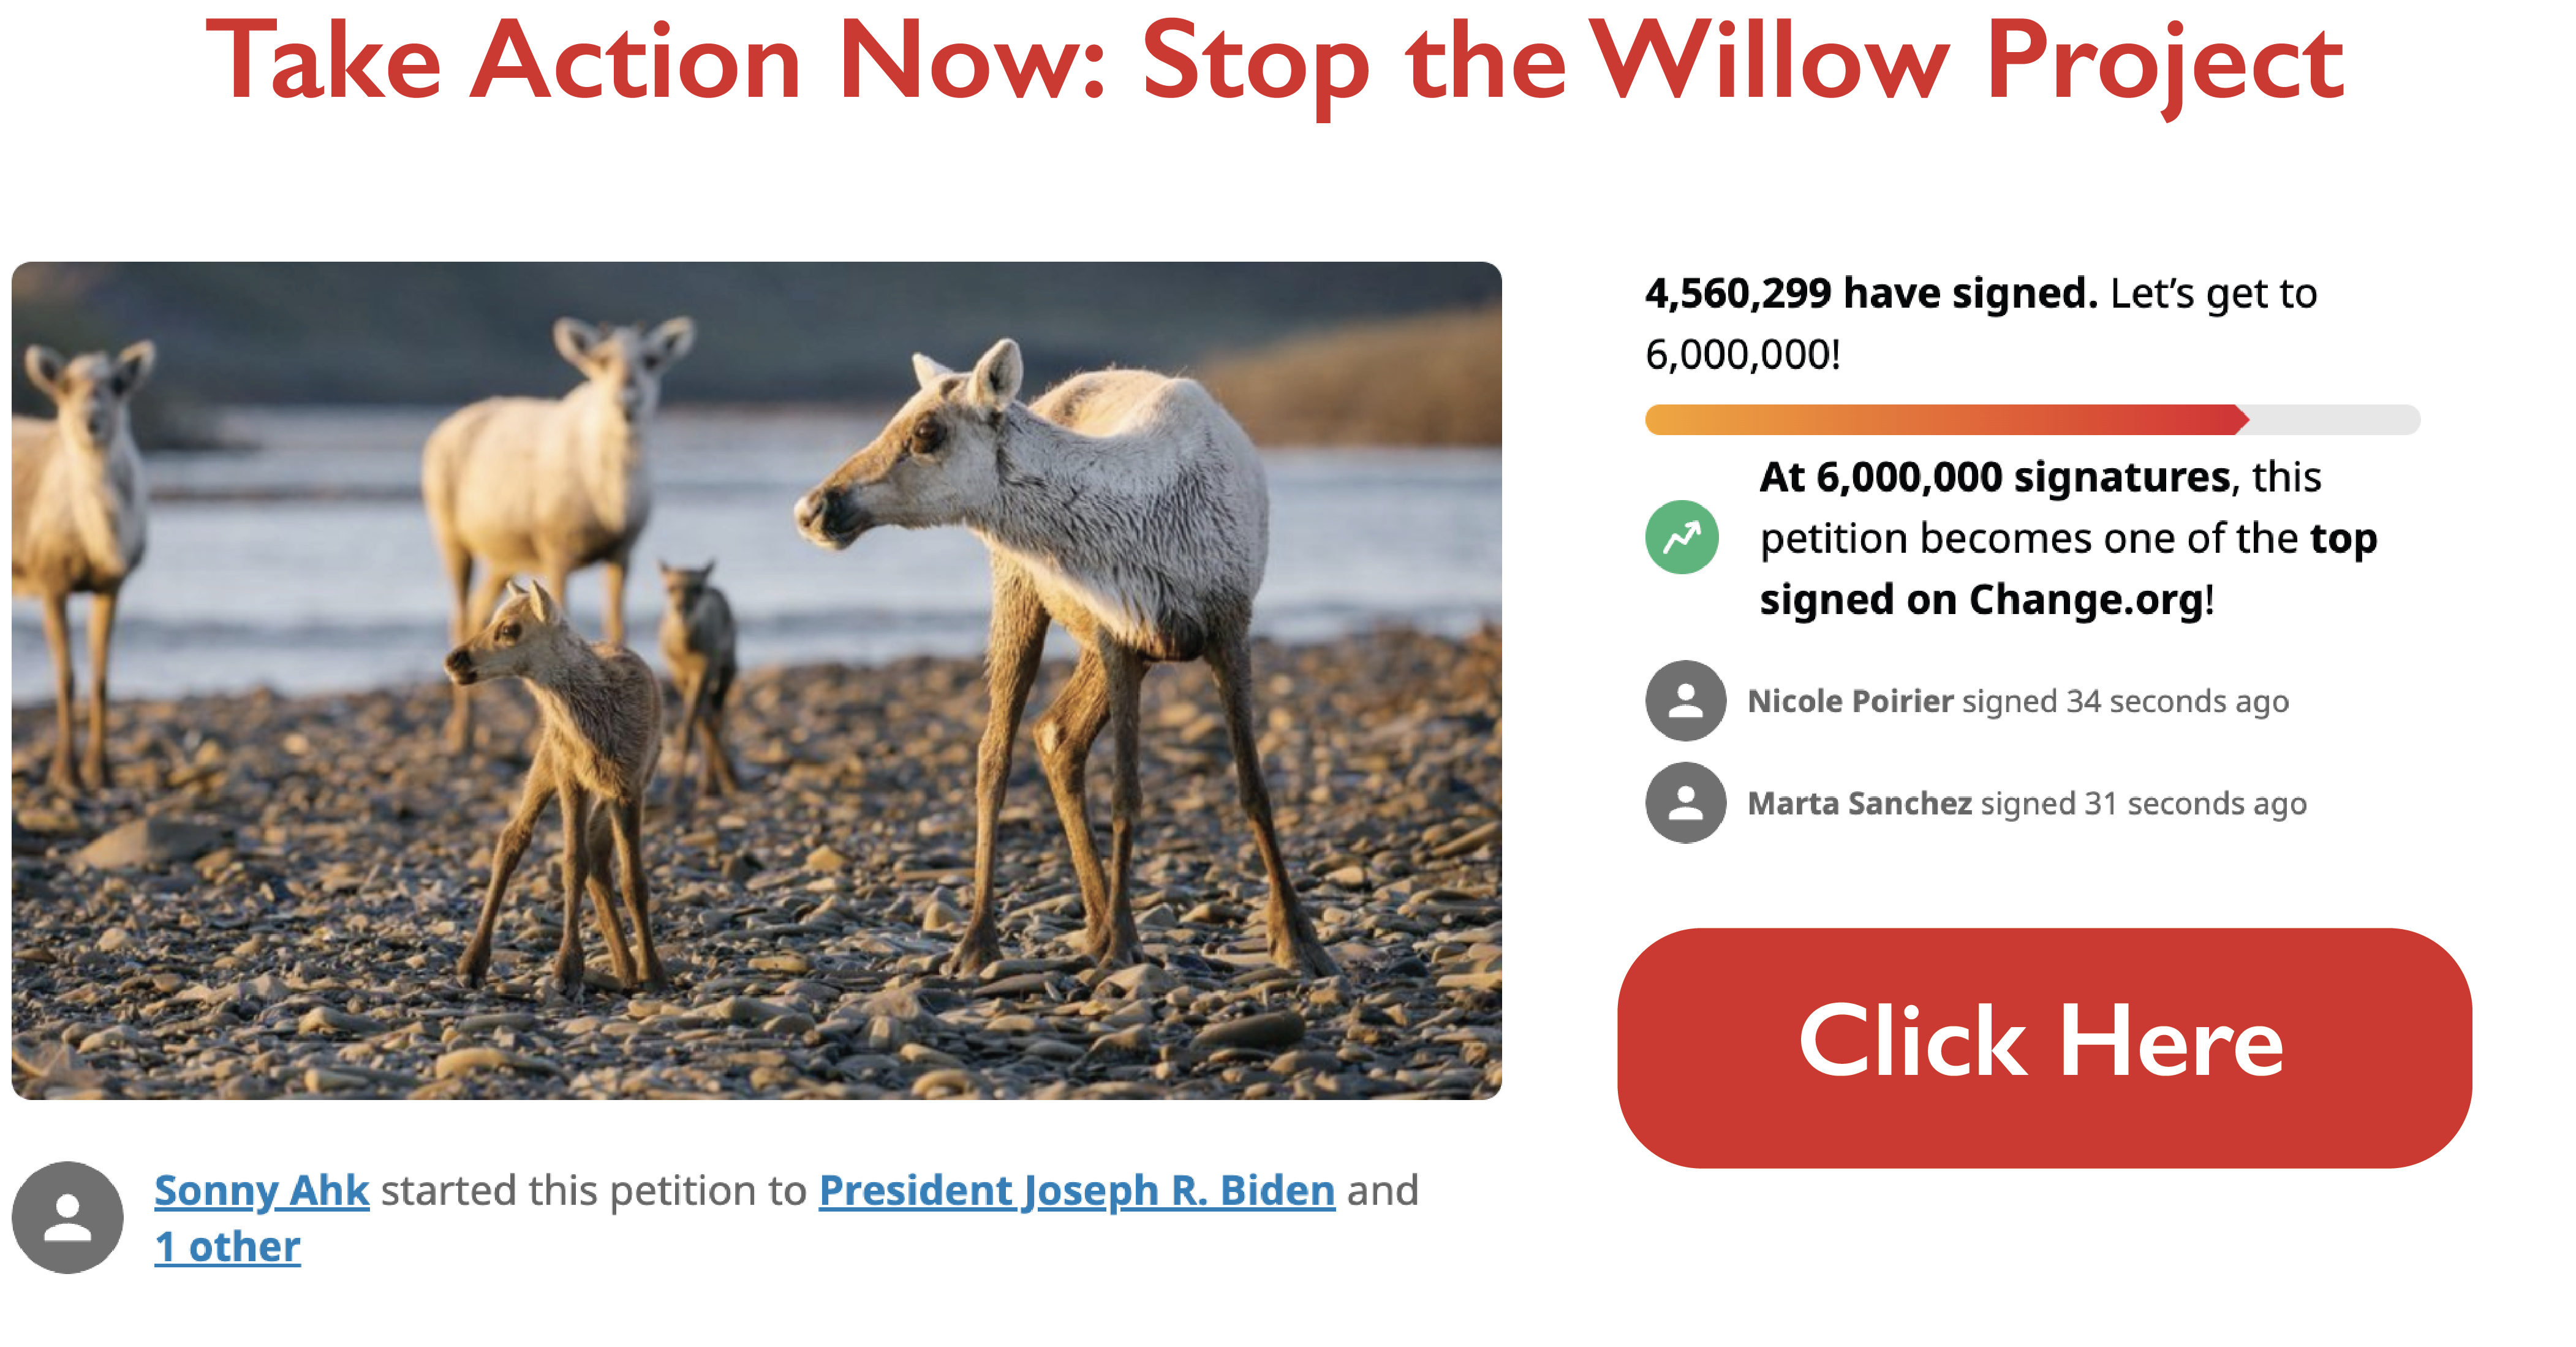 Take Action Now: Stop the Willow Project
4,560,299 have signed. Let’s get to
6,000,000!
At 6,000,000 signatures, this
petition becomes one of the top
signed on Change.org!
Nicole Poirier signed 34 seconds ago
Marta Sanchez signed 31 seconds ago
Click Here
Sonny Ahk started this petition to President Joseph R. Biden and
1 other